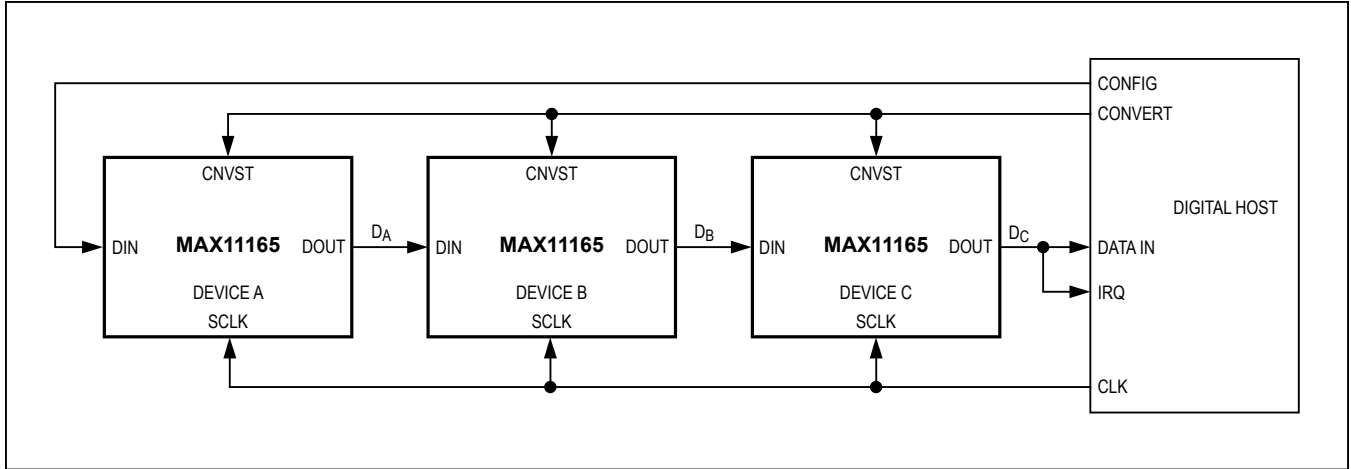 CONFIG
CONVERT
CNVST
CNVST
CNVST
DIGITAL HOST
DIN
MAX11165
DOUT
DA
DIN
MAX11165
DOUT
DB
DIN
MAX11165
DOUT
DC
DATA IN
DEVICE A
DEVICE B
DEVICE C
IRQ
SCLK
SCLK
SCLK
CLK